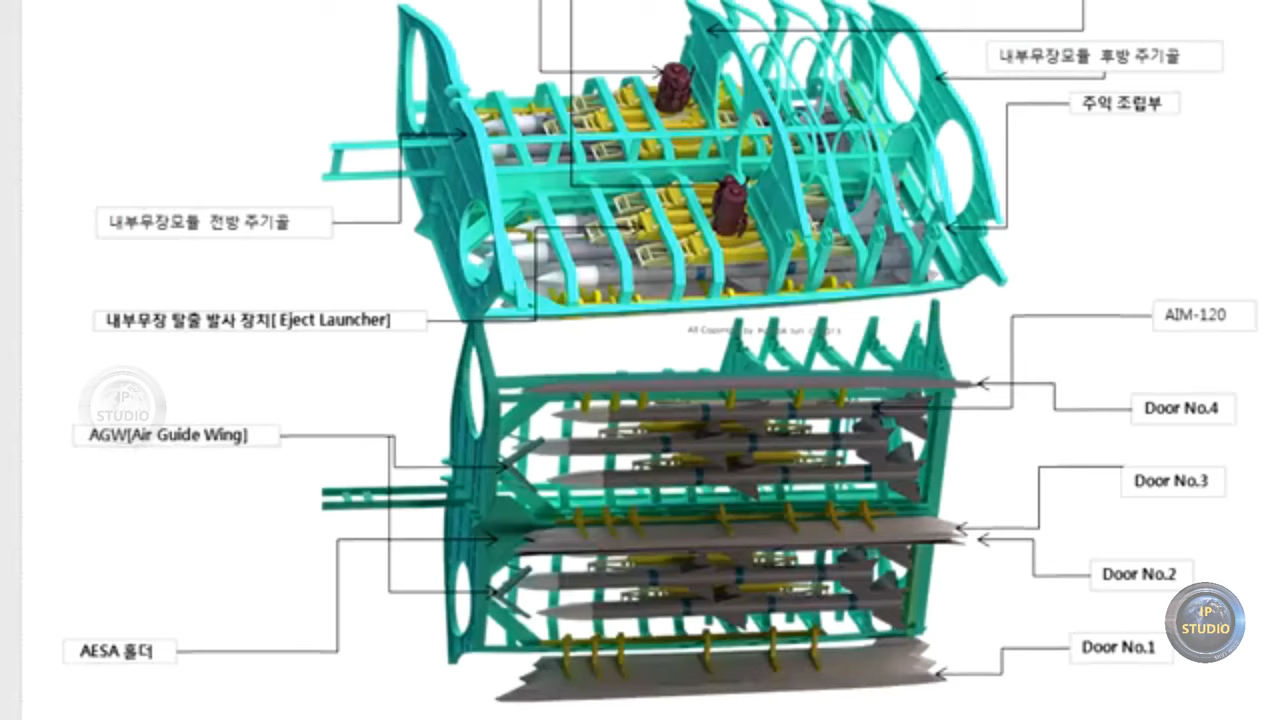 내부무장모듈 후방 주기골
주익 조립부
내부무장모듈 전방 주기골
내부무장 탈출 발사 장치[ Eject Launcher]
AIM-120
IP
STUDIO
Door No.4
AGW[Air Guide Wing]
Door No.3
Door No.2
IP
STUDIO
AESA 홀더
Door No.1